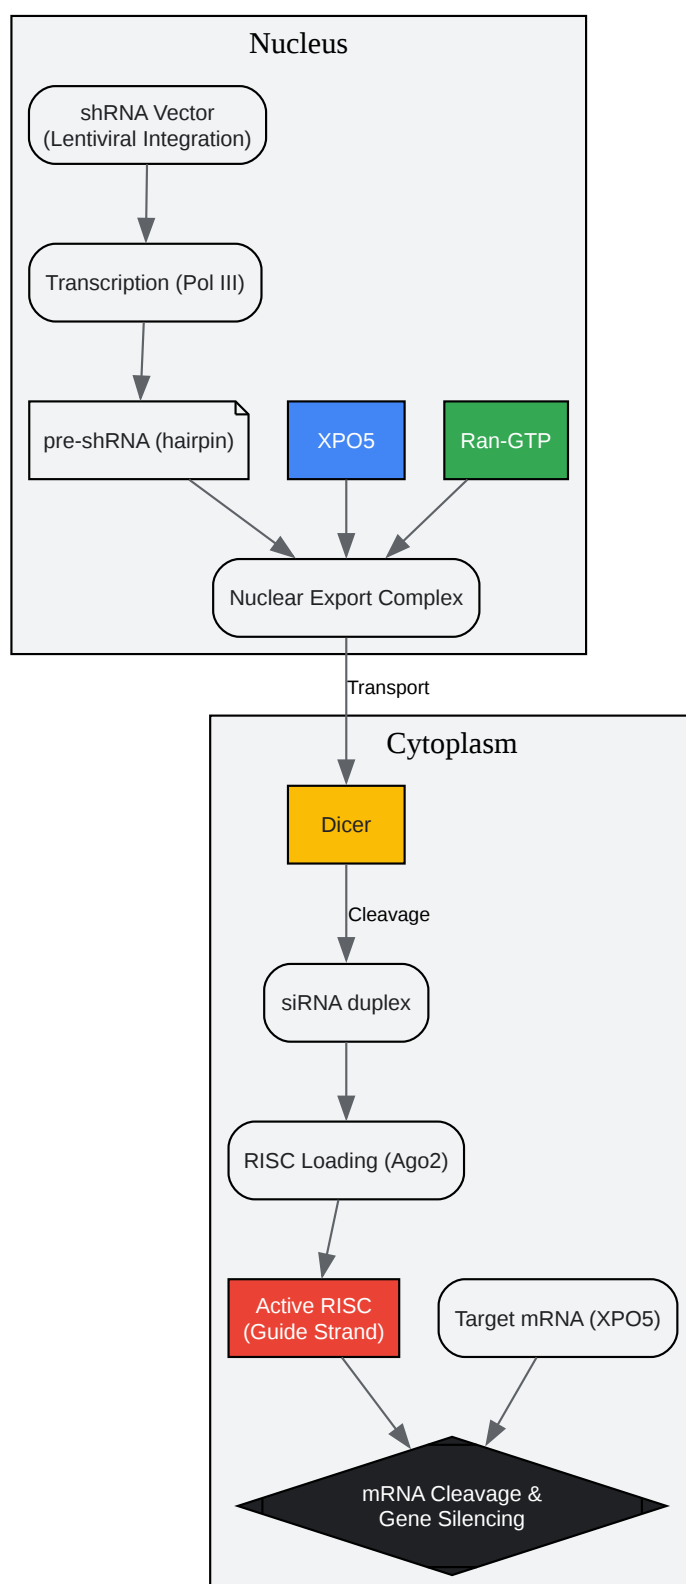 Nucleus
shRNA Vector
(Lentiviral Integration)
Transcription (Pol III)
pre-shRNA (hairpin)
XPO5
Ran-GTP
Nuclear Export Complex
Transport
Cytoplasm
Dicer
Cleavage
siRNA duplex
RISC Loading (Ago2)
Active RISC
(Guide Strand)
Target mRNA (XPO5)
mRNA Cleavage &
Gene Silencing